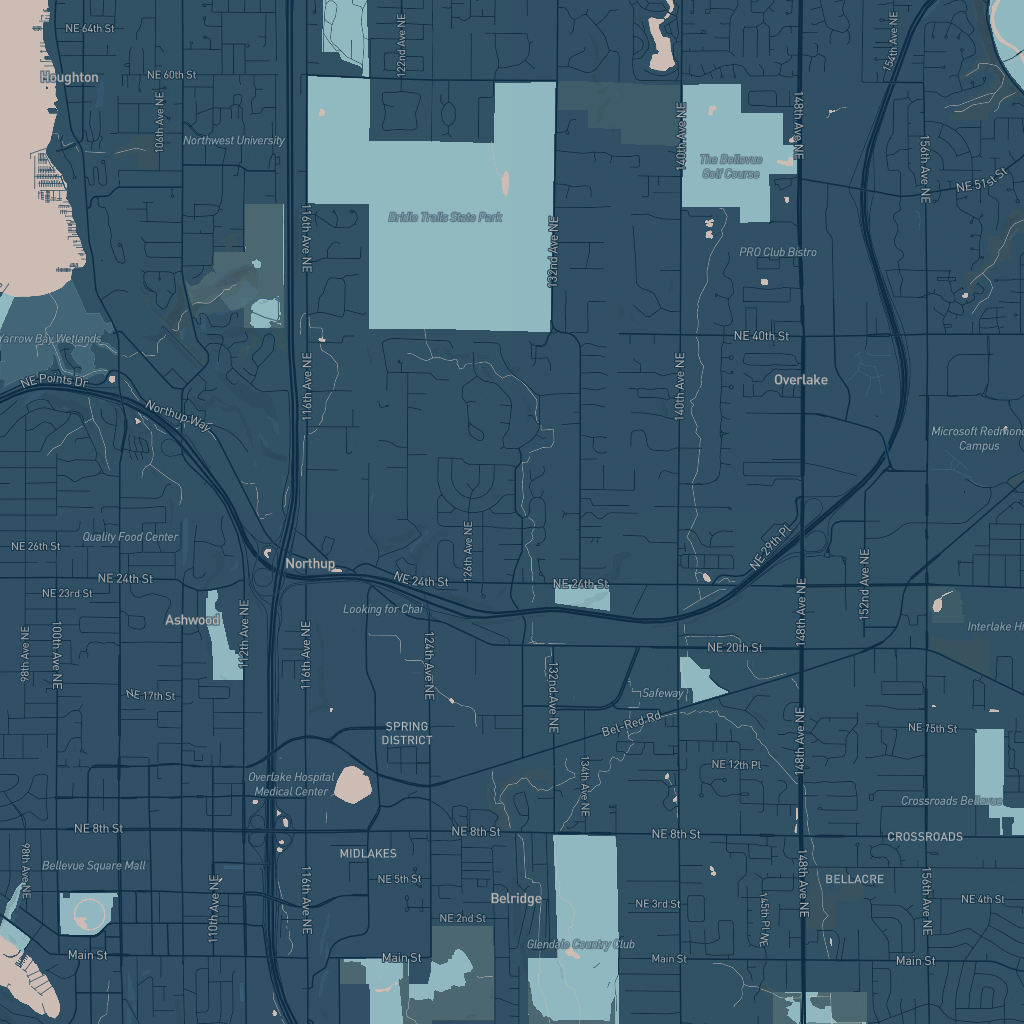 NE 64th St
122nd Ave NE
154th Ave NE
Houghton
NE 60th St
106th Ave NE
148th Ave NE
140th Ave NE
156th Ave NE
Northwest University
The Bellevue
Golf Course
NE 51st St
Bridle Trails State Park
116th Ave NE
132nd Ave NE
PRO Club Bistro
Yarrow Bay Wetlands
NE 40th St
NE Points Dr
116th Ave NE
140th Ave NE
Overlake
Northup Way
Microsoft Redmond
Campus
Quality Food Center
NE 26th St
126th Ave NE
NE 29th Pl
Northup
NE 24th St
NE 24th St
NE 26th St
152nd Ave NE
148th Ave NE
NE 23rd St
Looking for Chai
Ashwood
112th Ave NE
98th Ave NE
100th Ave NE
116th Ave NE
124th Ave NE
Interlake Hi
NE 20th St
132nd Ave NE
NE 17th St
Safeway
SPRING
DISTRICT
Bel-Red Rd
148th Ave NE
NE 15th St
NE 12th Pl
Overlake Hospital
Medical Center
134th Ave NE
Crossroads Bellevue
NE 8th St
NE 8th St
NE 8th St
CROSSROADS
MIDLAKES
98th Ave NE
Bellevue Square Mall
110th Ave NE
116th Ave NE
NE 5th St
148th Ave NE
BELLACRE
156th Ave NE
Belridge
NE 3rd St
145th Pl NE
NE 4th St
NE 2nd St
Glendale Country Club
Main St
Main St
Main St
Main St